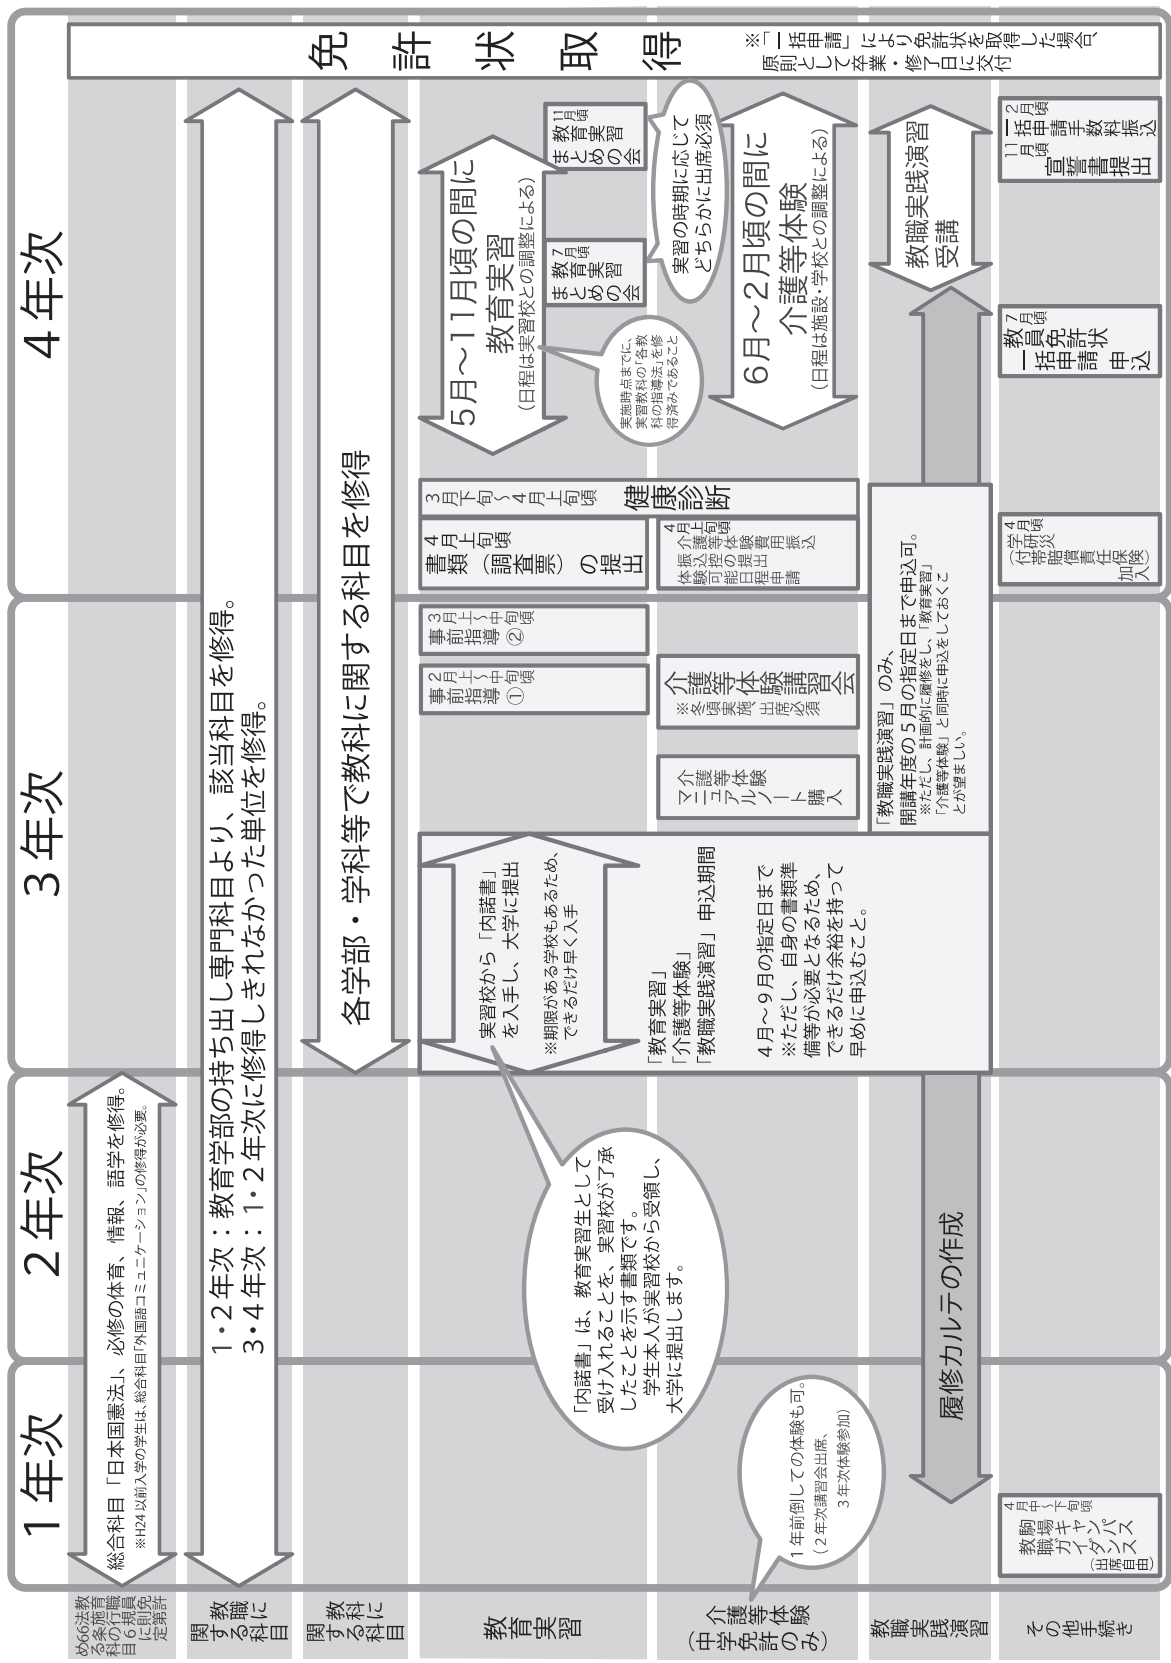 1年次
2年次
3年次
4年次
教育職員免許法施行規則第66条の6に定める科目
総合科目「日本国憲法」、必修の体育、情報、語学を修得。
※H24以前入学の学生は、総合科目「外国語コミュニケーション」の修得が必要。
教職に
関する
科目
1・2年次：教育学部の持ち出し専門科目より、該当科目を修得。
3・4年次：1・2年次に修得しきれなかった単位を修得。
教科に
関する
科目
各学部・学科等で教科に関する科目を修得
教育実習
「内諾書」は、教育実習生として
受け入れることを、実習校が了承
したことを示す書類です。
学生本人が実習校から受領し、
大学に提出します。
実習校から「内諾書」
を入手し、大学に提出
※期限がある学校もあるため、
できるだけ早く入手
「教育実習」
「介護等体験」
「教職実践演習」申込期間
4月～9月の指定日まで
※ただし、自身の書類準
備等が必要となるため、
できるだけ余裕を持って
早めに申込むこと。
2月上～中旬頃
事前指導①
3月上～中旬頃
事前指導②
4月上旬頃
書類（調査票）の提出
3月下旬～4月上旬頃
健康診断
5月～11月頃の間に
教育実習
（日程は実習校との調整による）
実施時点までに、
実習教科の「各教
科の指導法」を修
得済みであること
7月頃
教育実習
まとめの会
11月頃
教育実習
まとめの会
実習の時期に応じて
どちらかに出席必須
介護等体験
（中学免許のみ）
1年前倒しての体験も可。
（2年次講習会出席、
3年次体験参加）
介護等体験
マニュアルノート購入
介護等体験講習会
※冬頃実施、出席必須
4月上旬頃
介護等体験費用振込
振込控の提出
体験可能日程申請
6月～2月頃の間に
介護等体験
（日程は施設・学校との調整による）
教職実践演習
履修カルテの作成
「教職実践演習」のみ、
開講年度の5月の指定日まで申込可。
※ただし、計画的に履修をし、「教育実習」
「介護等体験」と同時に申込をしておくこ
とが望ましい。
教職実践演習
受講
その他手続き
4月中～下旬頃
教職キャンパス
駒場ガイダンス
（出席自由）
4月頃
学研災
（付帯賠償責任保険）
加入
7月頃
教員免許状
一括申請
申込
11月頃
宣誓書提出
12月頃
一括申請手数料振込
免許状取得
※「一括申請」により免許状を取得した場合、
原則として卒業・修了日に交付